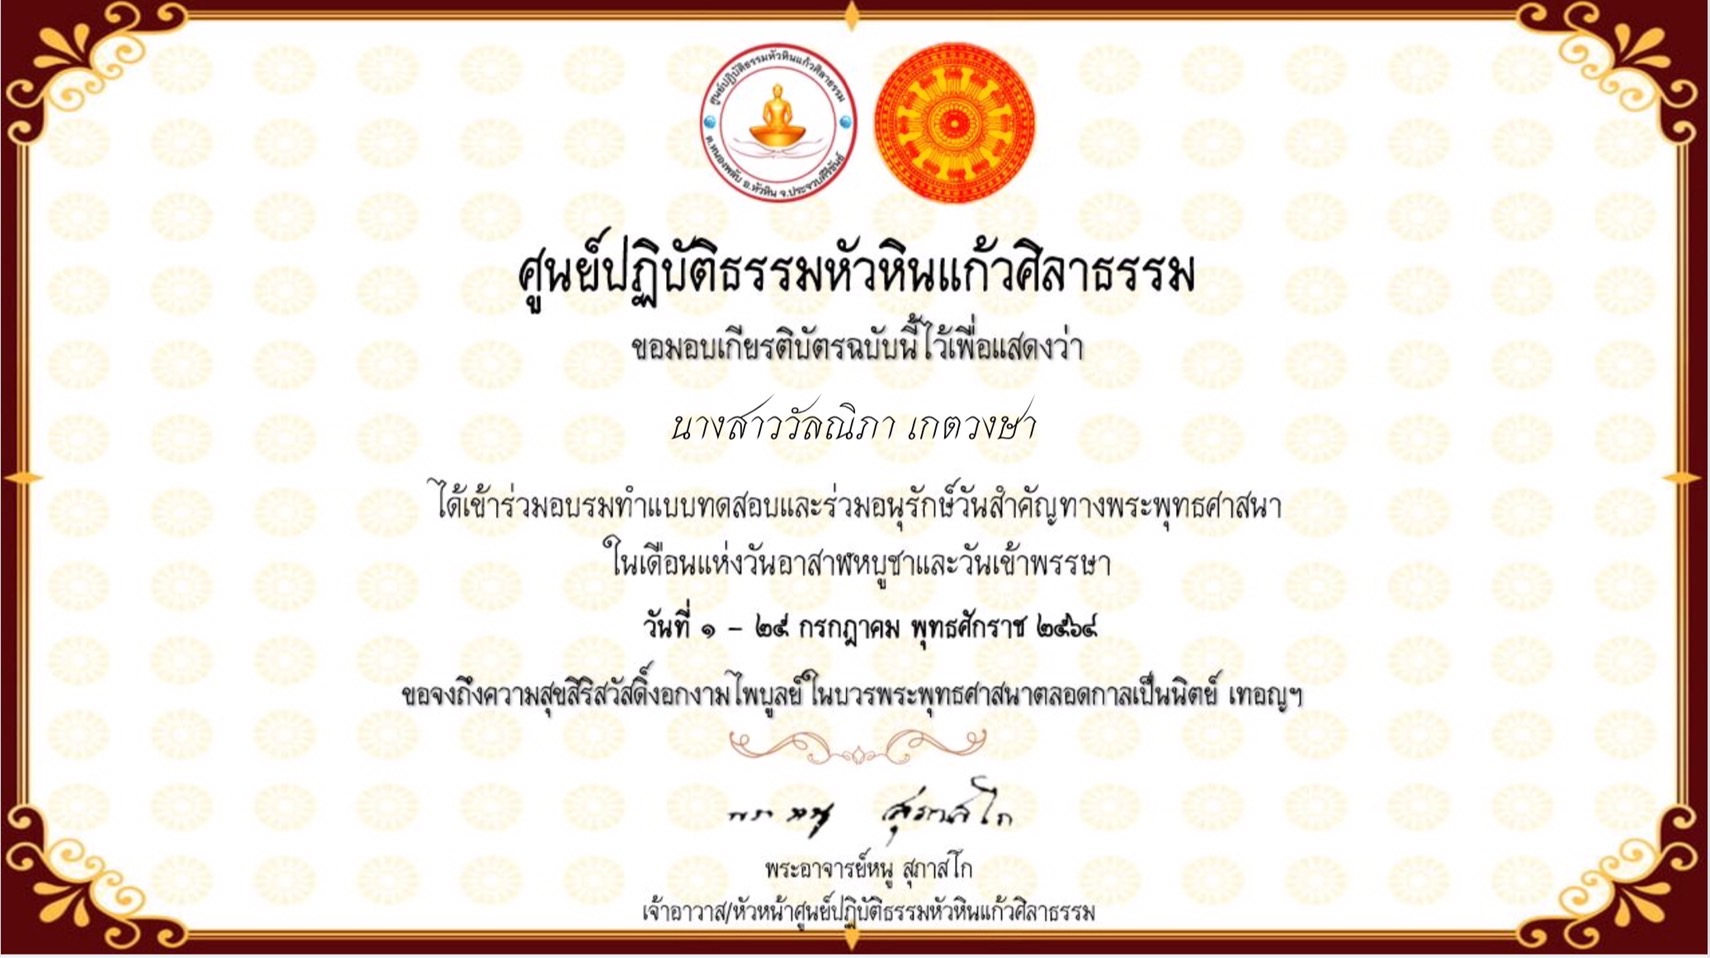 ศูนย์ปฏิบัติธรรมหัวหินแก้วศิลาธรรม
ต.หนองพลับ อ.หัวหิน จ.ประจวบคีรีขันธ์
ศูนย์ปฏิบัติธรรมหัวหินแก้วศิลาธรรม
ขอมอบเกียรติบัตรฉบับนี้ไว้เพื่อแสดงว่า
นางสาววัลณิภา เกตวงษา
ได้เข้าร่วมอบรมทำแบบทดสอบและร่วมอนุรักษ์วันสำคัญทางพระพุทธศาสนา
ในเดือนแห่งวันอาสาฬหบูชาและวันเข้าพรรษา
วันที่ ๑ - ๒๕ กรกฎาคม พุทธศักราช ๒๕๖๔
ขอจงถึงความสุขสิริสวัสดิ์งอกงามไพบูลย์ในบวรพระพุทธศาสนาตลอดกาลเป็นนิตย์ เทอญฯ
พระหนู สุภาสโก
พระอาจารย์หนู สุภาสโก
เจ้าอาวาส/หัวหน้าศูนย์ปฏิบัติธรรมหัวหินแก้วศิลาธรรม